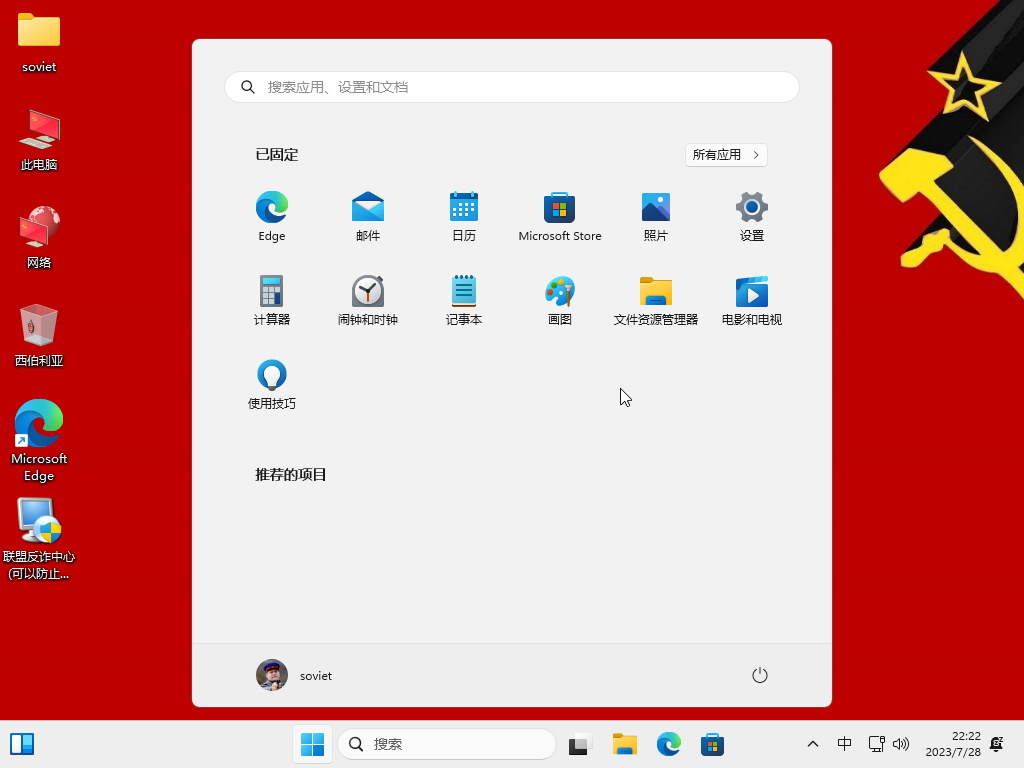 soviet
此电脑
网络
西伯利亚
Microsoft
Edge
联盟反诈中心
(可以防止...
搜索应用、设置和文档
已固定
所有应用
Edge
邮件
日历
Microsoft Store
照片
设置
计算器
闹钟和时钟
记事本
画图
文件资源管理器
电影和电视
使用技巧
推荐的项目
soviet
搜索
中
22:22
2023/7/28